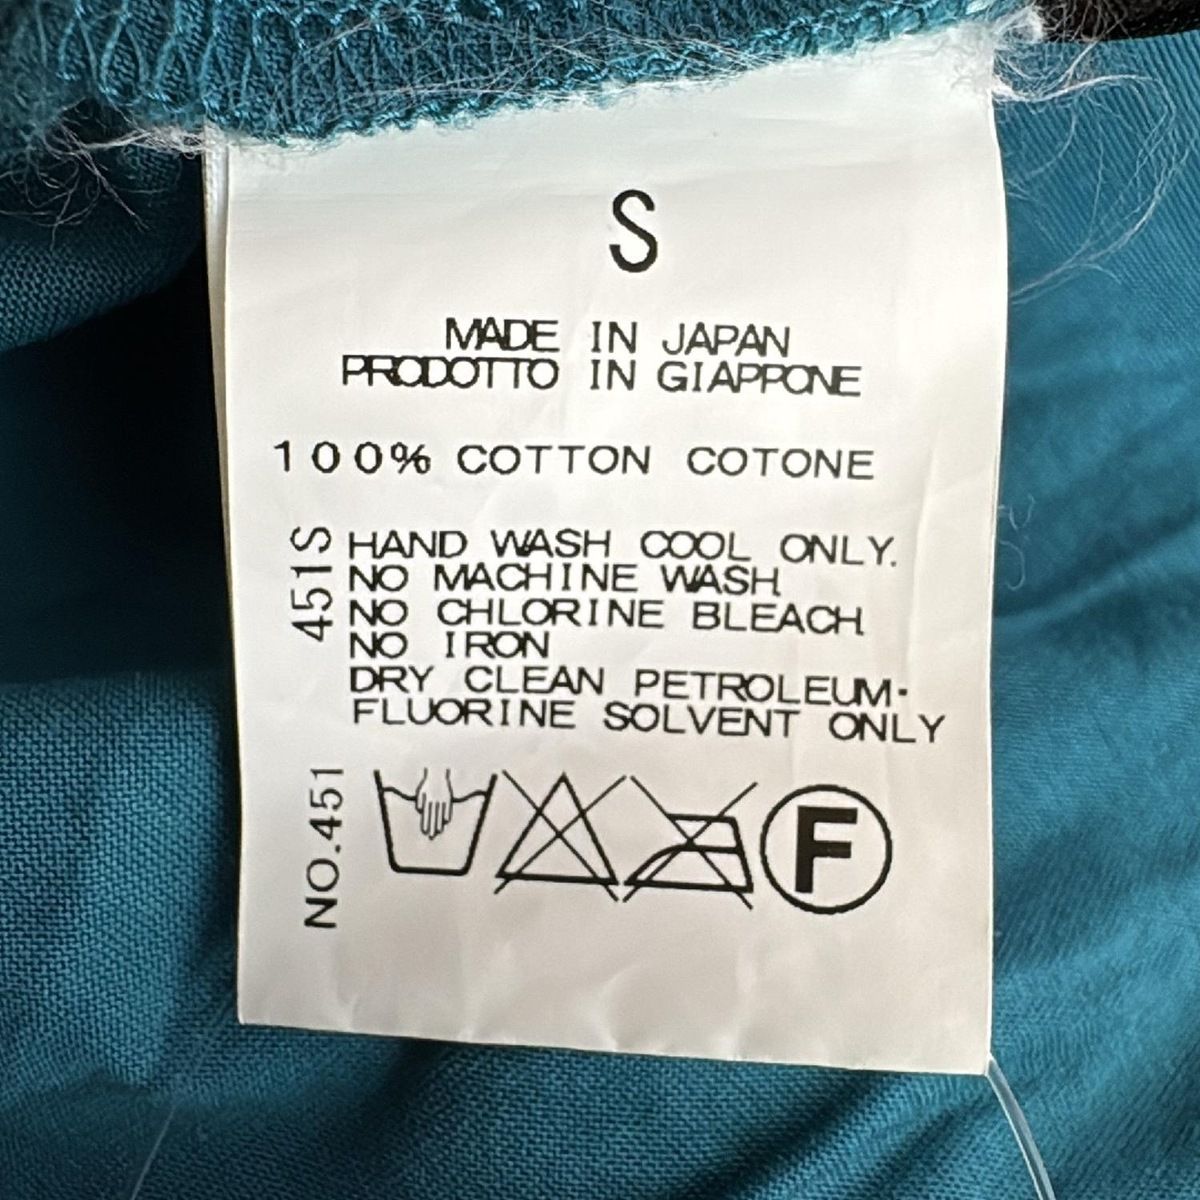 S
MADE IN JAPAN
PRODOTTO IN GIAPPONE
100% COTTON COTONE
HAND WASH COOL ONLY.
NO MACHINE WASH
NO CHLORINE BLEACH
NO IRON
DRY CLEAN PETROLEUM·
FLUORINE SOLVENT ONLY
451S
NO.451
F